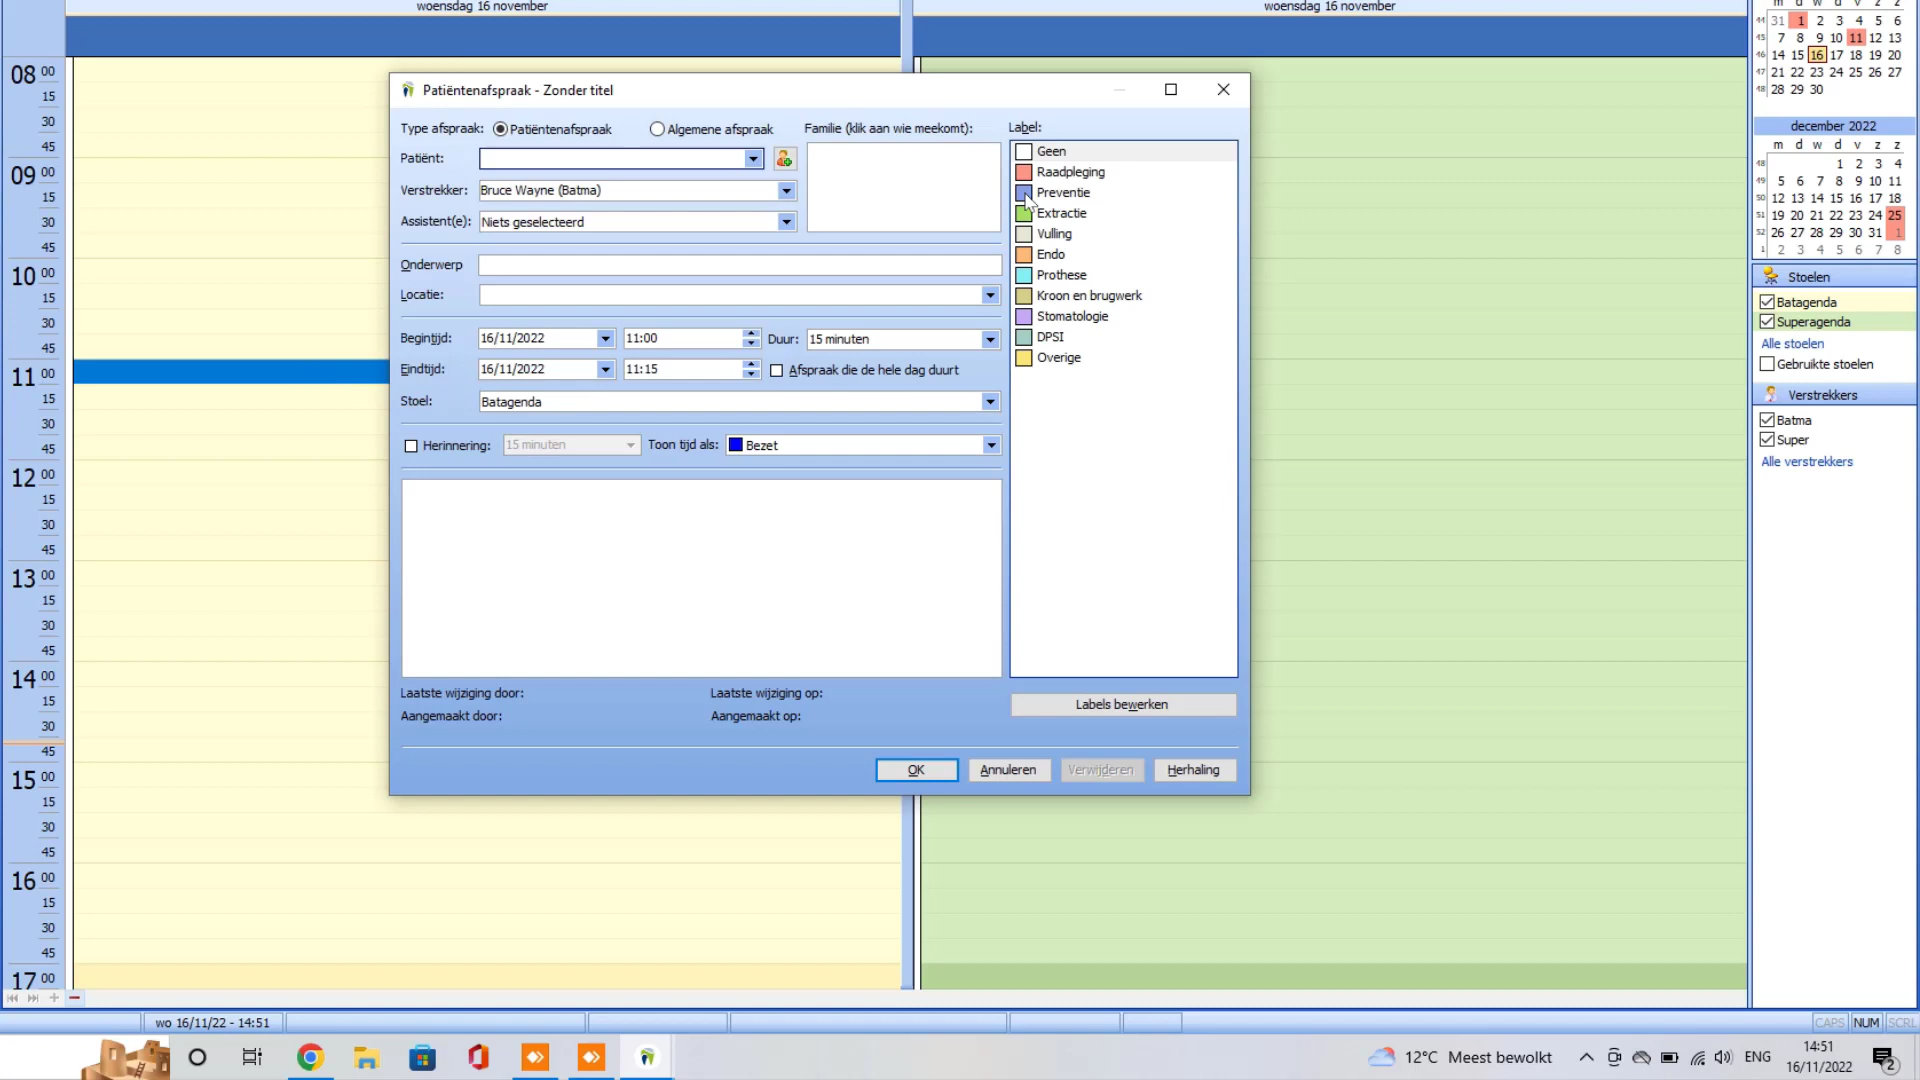 woensdag 16 november
woensdag 16 november
08 00
15
30
45
09 00
15
30
45
10 00
15
30
45
11 00
15
30
45
12 00
15
30
45
13 00
15
30
45
14 00
15
30
45
15 00
15
30
45
16 00
15
30
45
17 00
Patiëntenafspraak - Zonder titel
Type afspraak: Patiëntenafspraak Algemene afspraak
Patiënt:
Verstrekker: Bruce Wayne (Batma)
Assistent(e): Niets geselecteerd
Familie (klik aan wie meekomt):
Onderwerp
Locatie:
Begintijd: 16/11/2022 11:00 Duur: 15 minuten
Eindtijd: 16/11/2022 11:15 Afspraak die de hele dag duurt
Stoel: Batagenda
Herinnering: 15 minuten Toon tijd als: Bezet
Laatste wijziging door: Laatste wijziging op:
Aangemaakt door: Aangemaakt op:
Label:
Geen
Raadpleging
Preventie
Extractie
Vulling
Endo
Prothese
Kroon en brugwerk
Stomatologie
DPSI
Overige
Labels bewerken
OK Annuleren Verwijderen Herhaling
m d w d v z z
44 31 1 2 3 4 5 6
45 7 8 9 10 11 12 13
46 14 15 16 17 18 19 20
47 21 22 23 24 25 26 27
48 28 29 30
december 2022
m d w d v z z
48 1 2 3 4
49 5 6 7 8 9 10 11
50 12 13 14 15 16 17 18
51 19 20 21 22 23 24 25
52 26 27 28 29 30 31 1
1 2 3 4 5 6 7 8
Stoelen
Batagenda
Superagenda
Alle stoelen
Gebruikte stoelen
Verstrekkers
Batma
Super
Alle verstrekkers
wo 16/11/22 - 14:51
CAPS NUM SCRL
12°C Meest bewolkt
ENG
14:51
16/11/2022
2